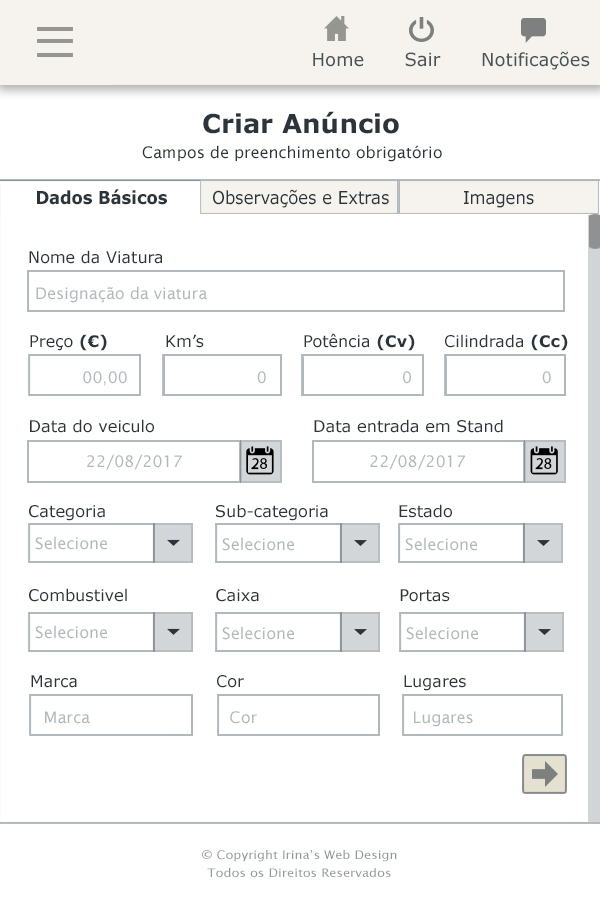 Home Sair Notificações
Criar Anúncio
Campos de preenchimento obrigatório
Dados Básicos Observações e Extras Imagens
Nome da Viatura
Designação da viatura
Preço (€) Km's Potência (Cv) Cilindrada (Cc)
00,00 0 0 0
Data do veiculo Data entrada em Stand
22/08/2017 28 22/08/2017 28
Categoria Sub-categoria Estado
Selecione Selecione Selecione
Combustivel Caixa Portas
Selecione Selecione Selecione
Marca Cor Lugares
Marca Cor Lugares
© Copyright Irina's Web Design
Todos os Direitos Reservados